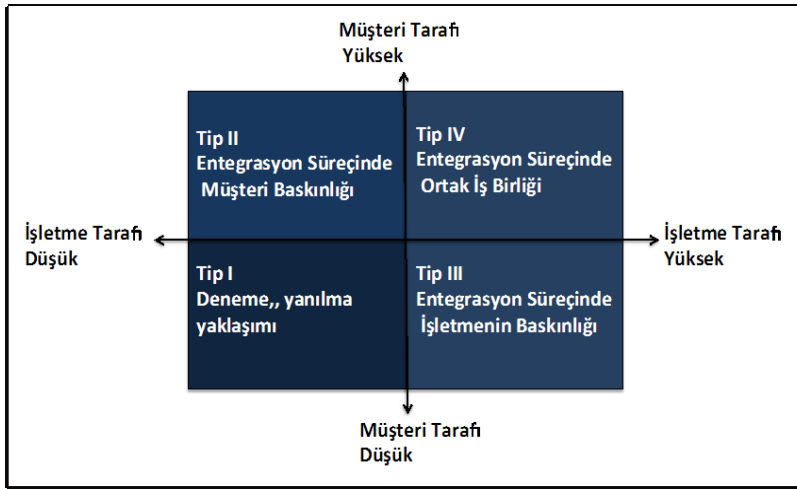 Müşteri Tarafı
Yüksek
Tip II
Entegrasyon Süreçinde
Müşteri Baskınlığı
Tip IV
Entegrasyon Süreçinde
Ortak İş Birliği
İşletme Tarafı
Düşük
İşletme Tarafı
Yüksek
Tip I
Deneme,, yanılma
yaklaşımı
Tip III
Entegrasyon Süreçinde
İşletmenin Baskınlığı
Müşteri Tarafı
Düşük